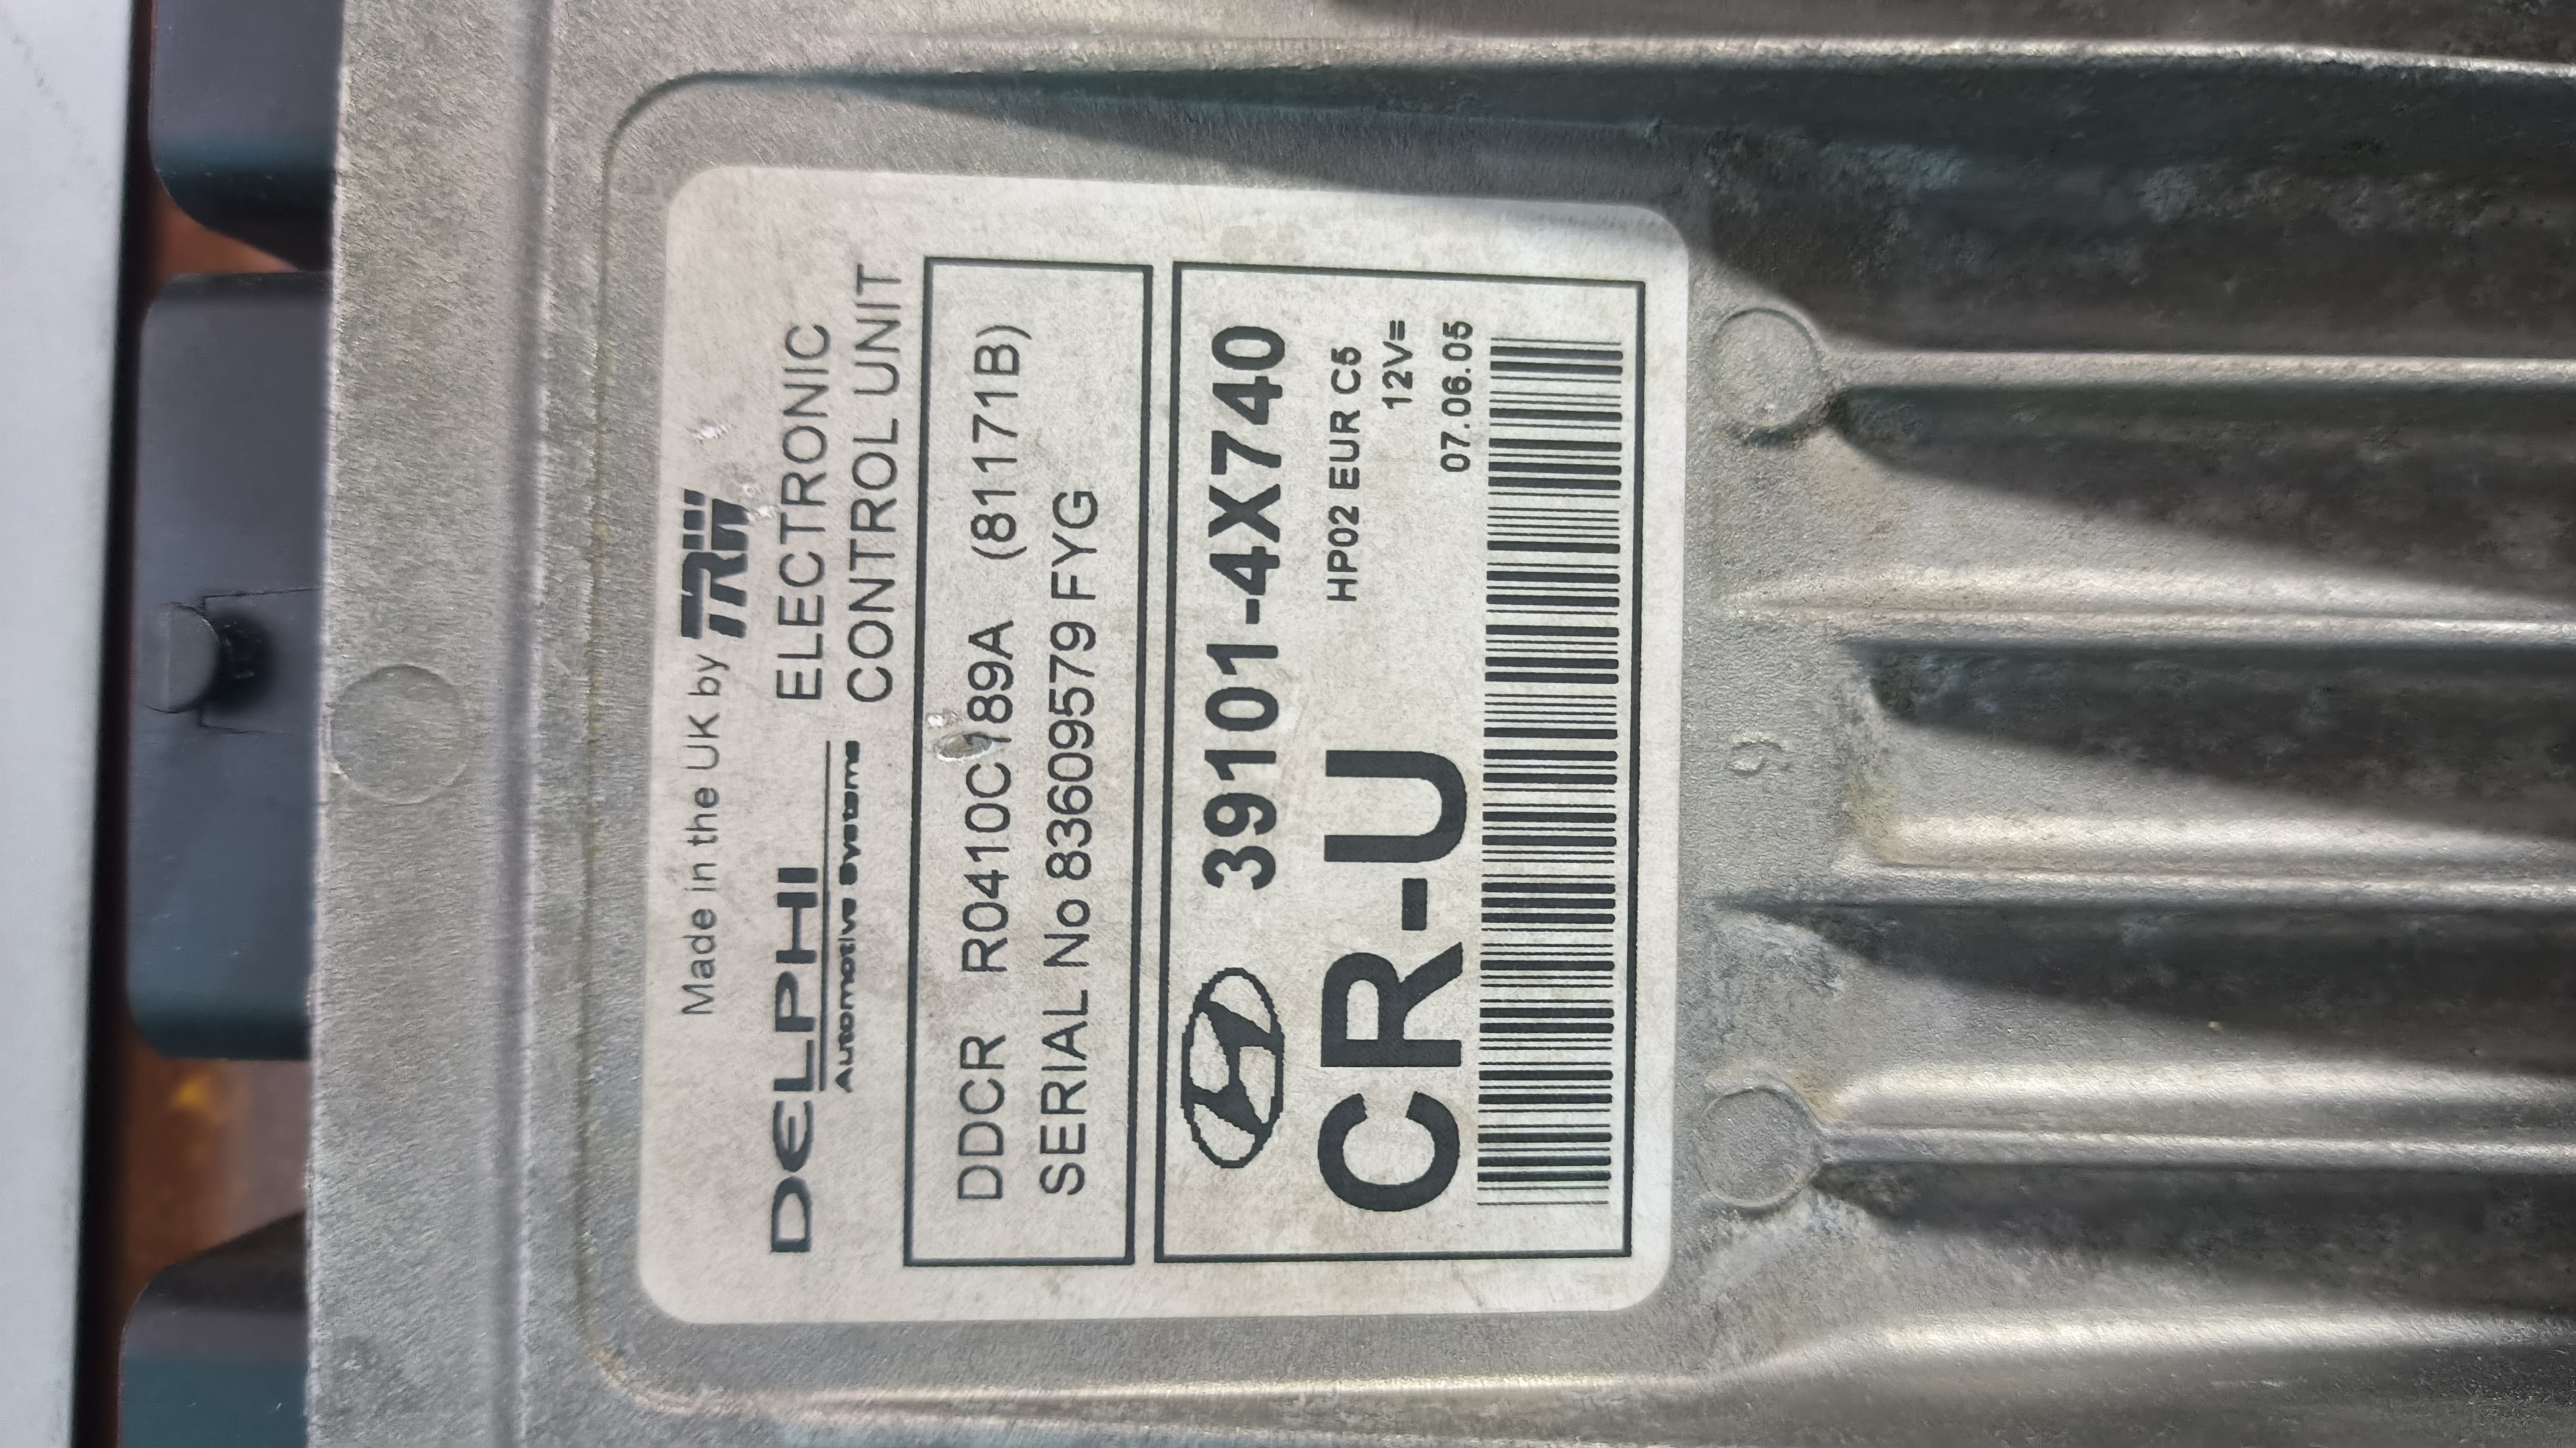 Made in the UK by TRW
DELPHI
Automotive Systems
ELECTRONIC
CONTROL UNIT
DDCR R0410C189A (81171B)
SERIAL No 83609579 FYG
39101-4X740
CR-U
HP02 EUR C5
12V=
07.06.05